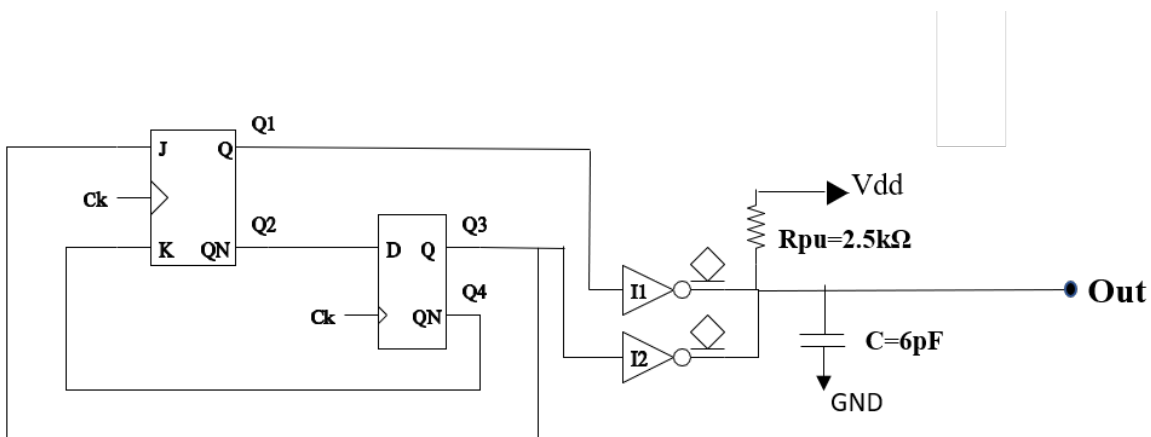 Q1
J Q
Ck
Q2
K QN
Q3
D Q
Q4
Ck QN
I1
I2
Vdd
Rpu=2.5kΩ
Out
C=6pF
GND